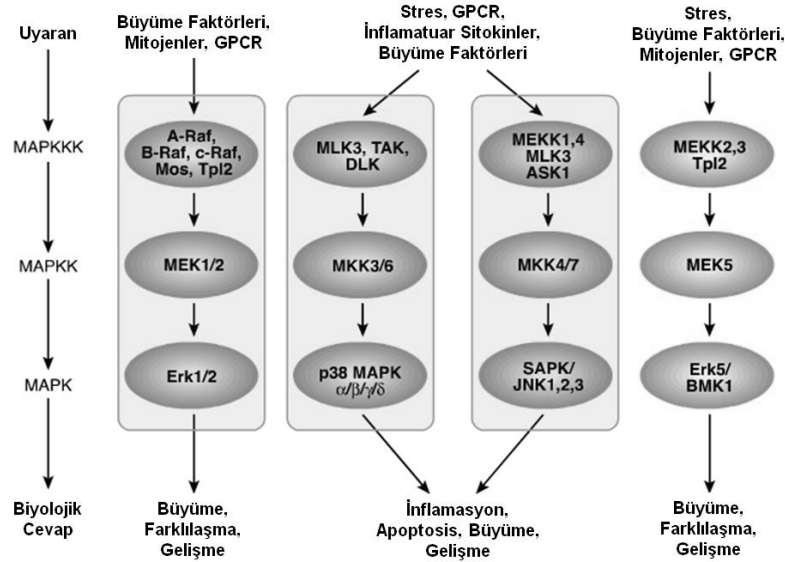 Uyaran
MAPKKK
MAPKK
MAPK
Biyolojik
Cevap
Büyüme Faktörleri,
Mitojenler, GPCR
A-Raf,
B-Raf, c-Raf,
Mos, Tpl2
MEK1/2
Erk1/2
Büyüme,
Farklılaşma,
Gelişme
Stres, GPCR,
İnflamatuar Sitokinler,
Büyüme Faktörleri
MLK3, TAK,
DLK
MKK3/6
p38 MAPK
α/β/γ/δ
MEKK1,4
MLK3
ASK1
MKK4/7
SAPK/
JNK1,2,3
İnflamasyon,
Apoptosis, Büyüme,
Gelişme
Stres,
Büyüme Faktörleri,
Mitojenler, GPCR
MEKK2,3
Tpl2
MEK5
Erk5/
BMK1
Büyüme,
Farklılaşma,
Gelişme